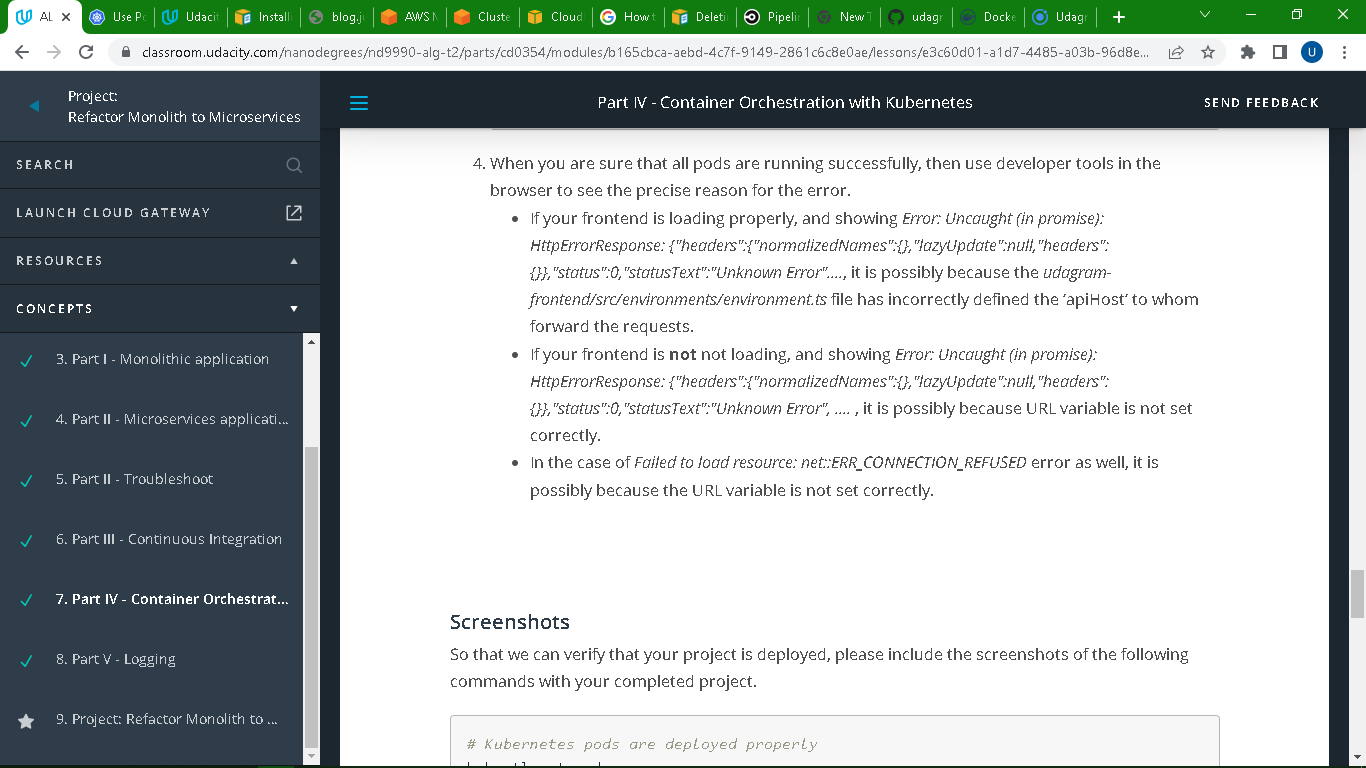 AL
Use Po
Udacit
Install
blog.ji
AWS N
Cluste
Cloud
How t
Deleti
Pipelin
New T
udagr
Docke
Udagr
classroom.udacity.com/nanodegrees/nd9990-alg-t2/parts/cd0354/modules/b165cbca-aebd-4c7f-9149-2861c6c8e0ae/lessons/e3c60d01-a1d7-4485-a03b-96d8e...
U
Project:
Refactor Monolith to Microservices
Part IV - Container Orchestration with Kubernetes
SEND FEEDBACK
SEARCH
LAUNCH CLOUD GATEWAY
RESOURCES
CONCEPTS
3. Part I - Monolithic application
4. Part II - Microservices applicati...
5. Part II - Troubleshoot
6. Part III - Continuous Integration
7. Part IV - Container Orchestrat...
8. Part V - Logging
9. Project: Refactor Monolith to ...
4. When you are sure that all pods are running successfully, then use developer tools in the
browser to see the precise reason for the error.
• If your frontend is loading properly, and showing Error: Uncaught (in promise):
HttpErrorResponse: {"headers":{"normalizedNames":{},"lazyUpdate":null,"headers":
{}},"status":0,"statusText":"Unknown Error"...., it is possibly because the udagram-
frontend/src/environments/environment.ts file has incorrectly defined the ‘apiHost’ to whom
forward the requests.
• If your frontend is not not loading, and showing Error: Uncaught (in promise):
HttpErrorResponse: {"headers":{"normalizedNames":{},"lazyUpdate":null,"headers":
{}},"status":0,"statusText":"Unknown Error", .... , it is possibly because URL variable is not set
correctly.
• In the case of Failed to load resource: net::ERR_CONNECTION_REFUSED error as well, it is
possibly because the URL variable is not set correctly.
Screenshots
So that we can verify that your project is deployed, please include the screenshots of the following
commands with your completed project.
# Kubernetes pods are deployed properly